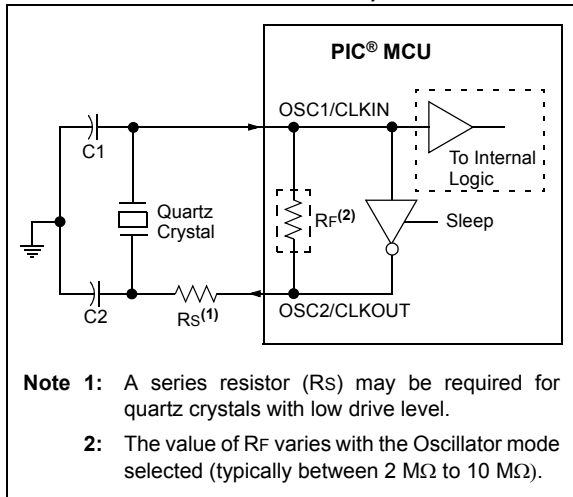 PIC® MCU
OSC1/CLKIN
C1
To Internal
Logic
Quartz
Crystal
RF(2)
Sleep
C2
RS(1)
OSC2/CLKOUT
Note 1: A series resistor (RS) may be required for
quartz crystals with low drive level.
2: The value of RF varies with the Oscillator mode
selected (typically between 2 MΩ to 10 MΩ).